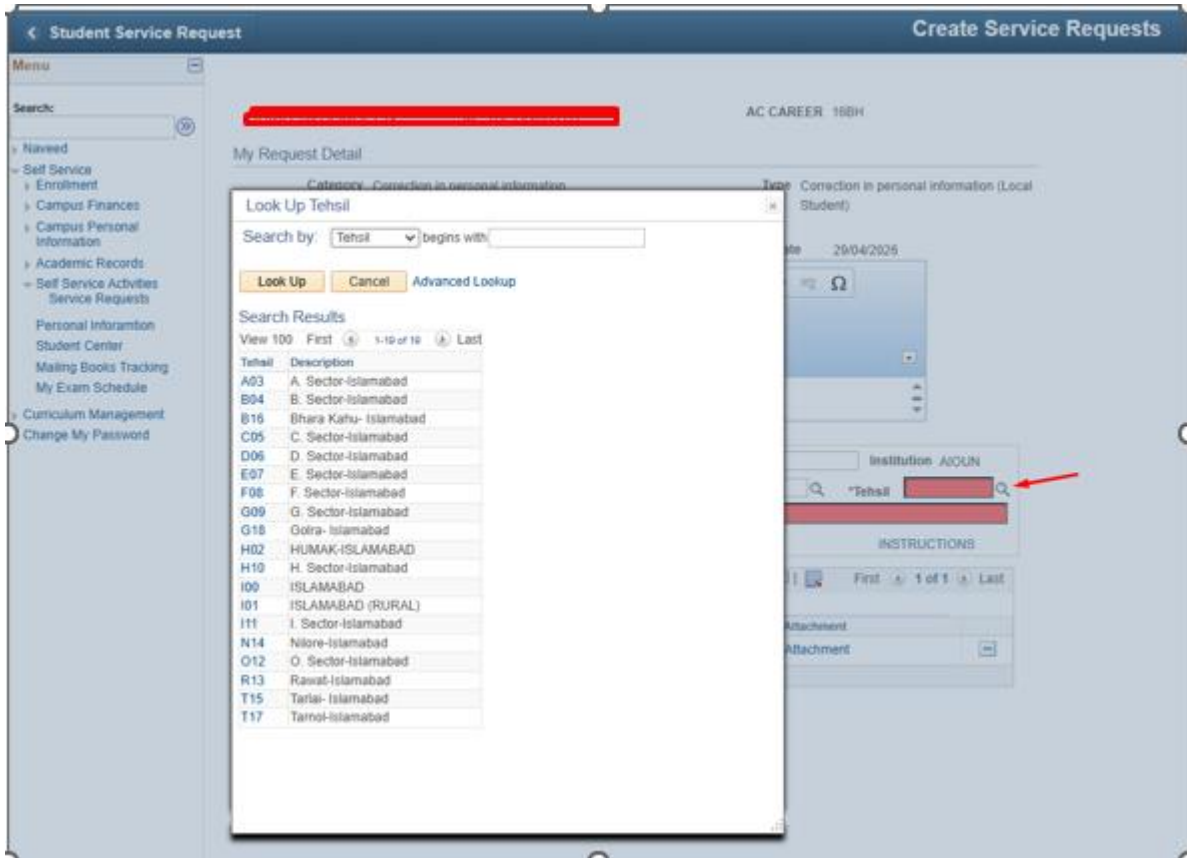 Student Service Request
Create Service Requests
Menu
Search:
Naveed
Self Service
Enrollment
Campus Finances
Campus Personal
Information
Academic Records
Self Service Activities
Service Requests
Personal Inforamtion
Student Center
Mailing Books Tracking
My Exam Schedule
Curriculum Management
Change My Password
AC CAREER 16BH
My Request Detail
Category Correction in personal information
Type Correction in personal information (Local
Student)
29/04/2026
Look Up Tehsil
Search by: Tehsil begins with
Look Up Cancel Advanced Lookup
Search Results
View 100 First 1-19 of 19 Last
Tehsil Description
A03 A. Sector-Islamabad
B04 B. Sector-Islamabad
B16 Bhara Kahu- Islamabad
C05 C. Sector-Islamabad
D06 D. Sector-Islamabad
E07 E. Sector-Islamabad
F08 F. Sector-Islamabad
G09 G. Sector-Islamabad
G18 Golra- Islamabad
H02 HUMAK-ISLAMABAD
H10 H. Sector-Islamabad
I00 ISLAMABAD
I01 ISLAMABAD (RURAL)
I11 I. Sector-Islamabad
N14 Nilore-Islamabad
O12 O. Sector-Islamabad
R13 Rawat-Islamabad
T15 Tarlai- Islamabad
T17 Tarnol-Islamabad
Ω
Institution AIOUN
*Tehsil
INSTRUCTIONS
First 1 of 1 Last
Attachment
Attachment